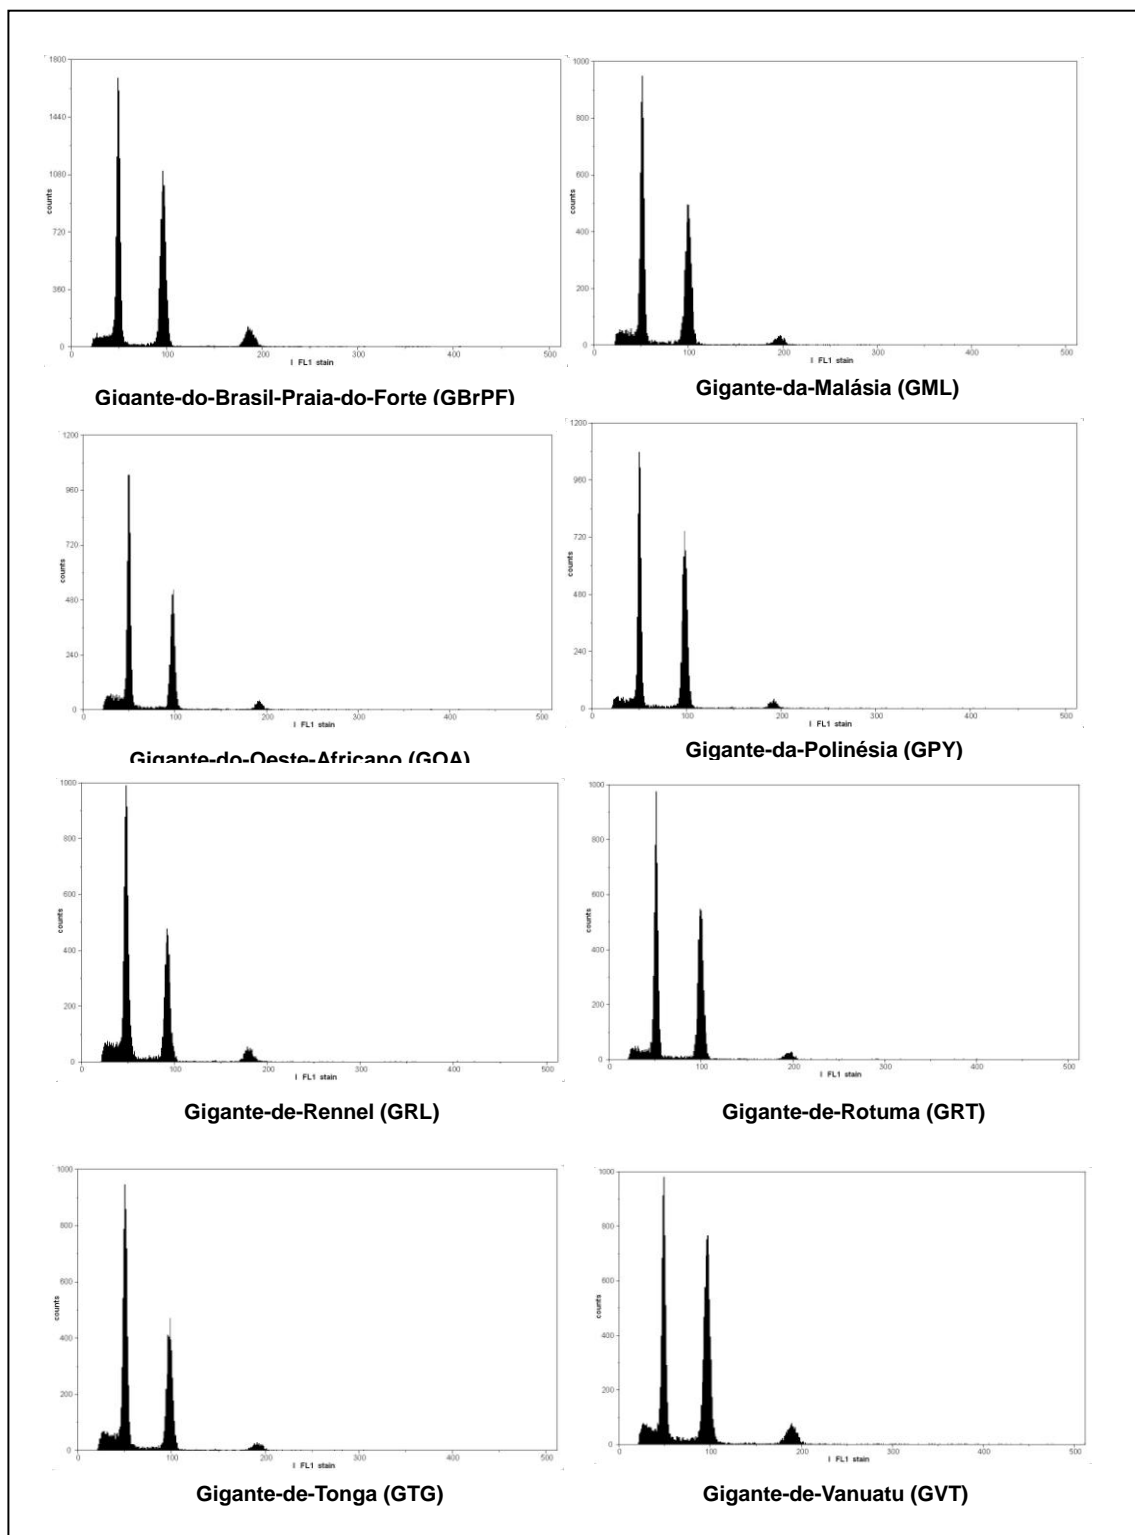 1800
1440
1080
720
360
0
counts
0 100 200 300 400 500
I FL1 stain
Gigante-do-Brasil-Praia-do-Forte (GBrPF)
1000
800
600
400
200
0
counts
0 100 200 300 400 500
I FL1 stain
Gigante-da-Malásia (GML)
1200
960
720
480
240
0
counts
0 100 200 300 400 500
I FL1 stain
Gigante-do-Oeste-Africano (GOA)
1200
960
720
480
240
0
counts
0 100 200 300 400 500
I FL1 stain
Gigante-da-Polinésia (GPY)
1000
800
600
400
200
0
counts
0 100 200 300 400 500
I FL1 stain
Gigante-de-Rennel (GRL)
1000
800
600
400
200
0
counts
0 100 200 300 400 500
I FL1 stain
Gigante-de-Rotuma (GRT)
1000
800
600
400
200
0
counts
0 100 200 300 400 500
I FL1 stain
Gigante-de-Tonga (GTG)
1000
800
600
400
200
0
counts
0 100 200 300 400 500
I FL1 stain
Gigante-de-Vanuatu (GVT)